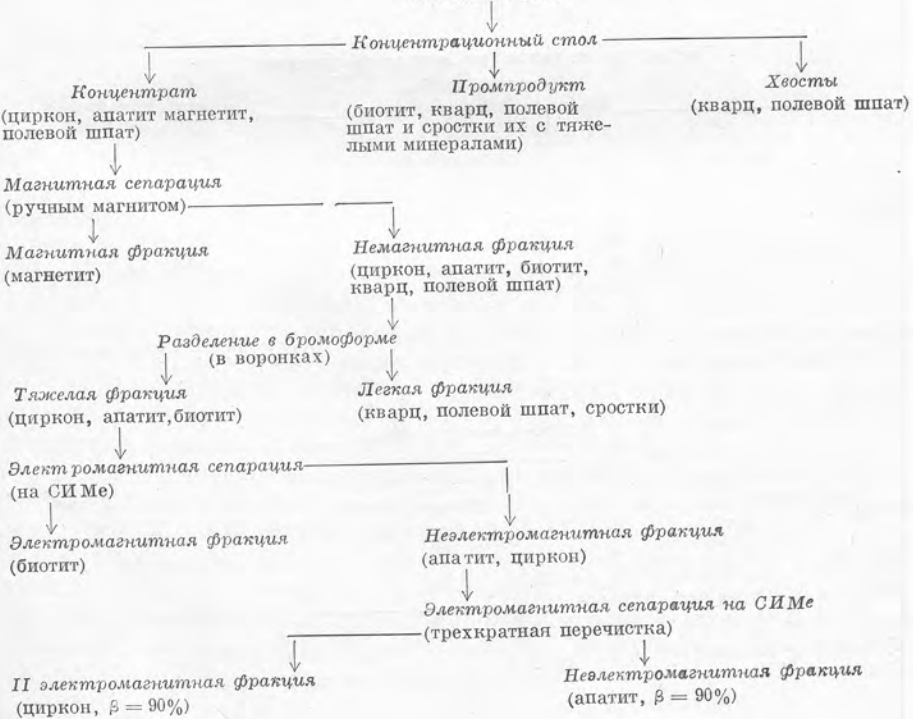 Концентрационный стол
Концентрат
(циркон, апатит магнетит,
полевой шпат)
Промпродукт
(биотит, кварц, полевой
шпат и сростки их с тяже-
лыми минералами)
Хвосты
(кварц, полевой шпат)
Магнитная сепарация
(ручным магнитом)
Магнитная фракция
(магнетит)
Немагнитная фракция
(циркон, апатит, биотит,
кварц, полевой шпат)
Разделение в бромоформе
(в воронках)
Тяжелая фракция
(циркон, апатит,биотит)
Легкая фракция
(кварц, полевой шпат, сростки)
Электромагнитная сепарация
(на СИМе)
Электромагнитная фракция
(биотит)
Неэлектромагнитная фракция
(апатит, циркон)
Электромагнитная сепарация на СИМе
(трехкратная перечистка)
II электромагнитная фракция
(циркон, β = 90%)
Неэлектромагнитная фракция
(апатит, β = 90%)